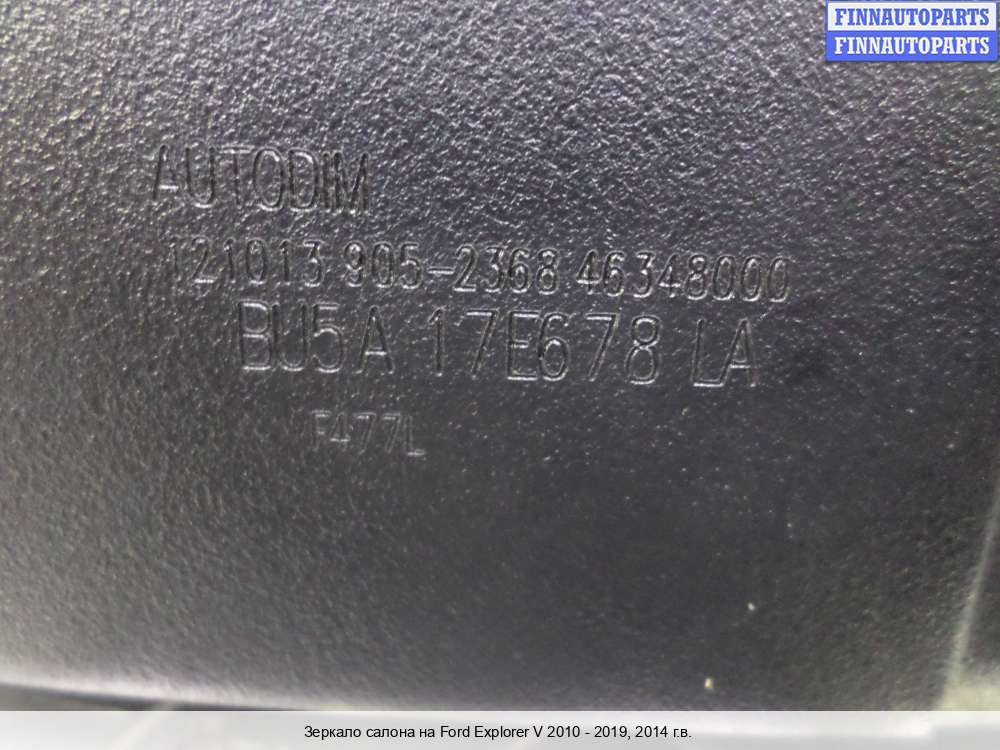 FINNAUTOPARTS
FINNAUTOPARTS
AUTODIM
121013 905-2368 46348000
BU5A 17E678 LA
F477L
Зеркало салона на Ford Explorer V 2010 - 2019, 2014 г.в.